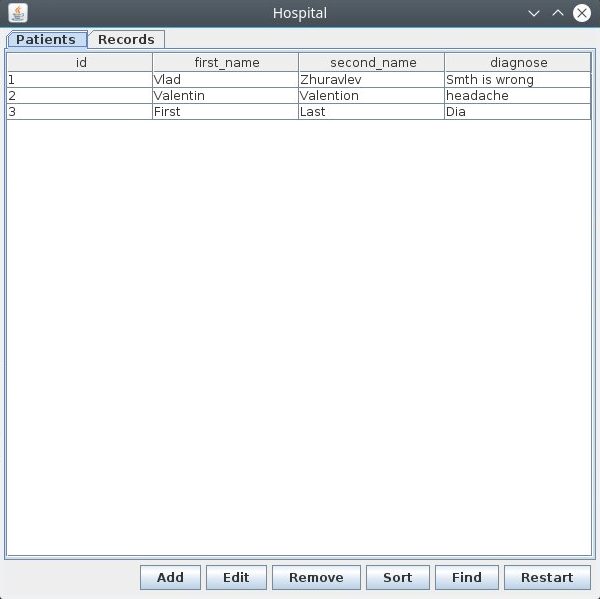 Hospital
Patients Records
id first_name second_name diagnose
1 Vlad Zhuravlev Smth is wrong
2 Valentin Valention headache
3 First Last Dia
Add Edit Remove Sort Find Restart